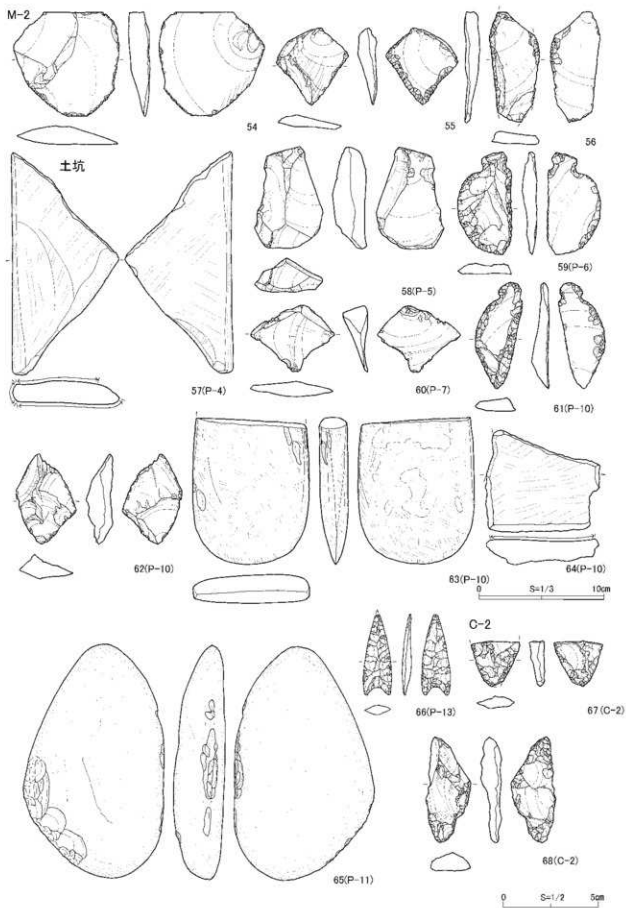 M-2
54
55
56
土坑
57(P-4)
58(P-5)
59(P-6)
60(P-7)
61(P-10)
62(P-10)
63(P-10)
64(P-10)
0 S=1/3 10cm
65(P-11)
66(P-13)
C-2
67(C-2)
68(C-2)
0 S=1/2 5cm